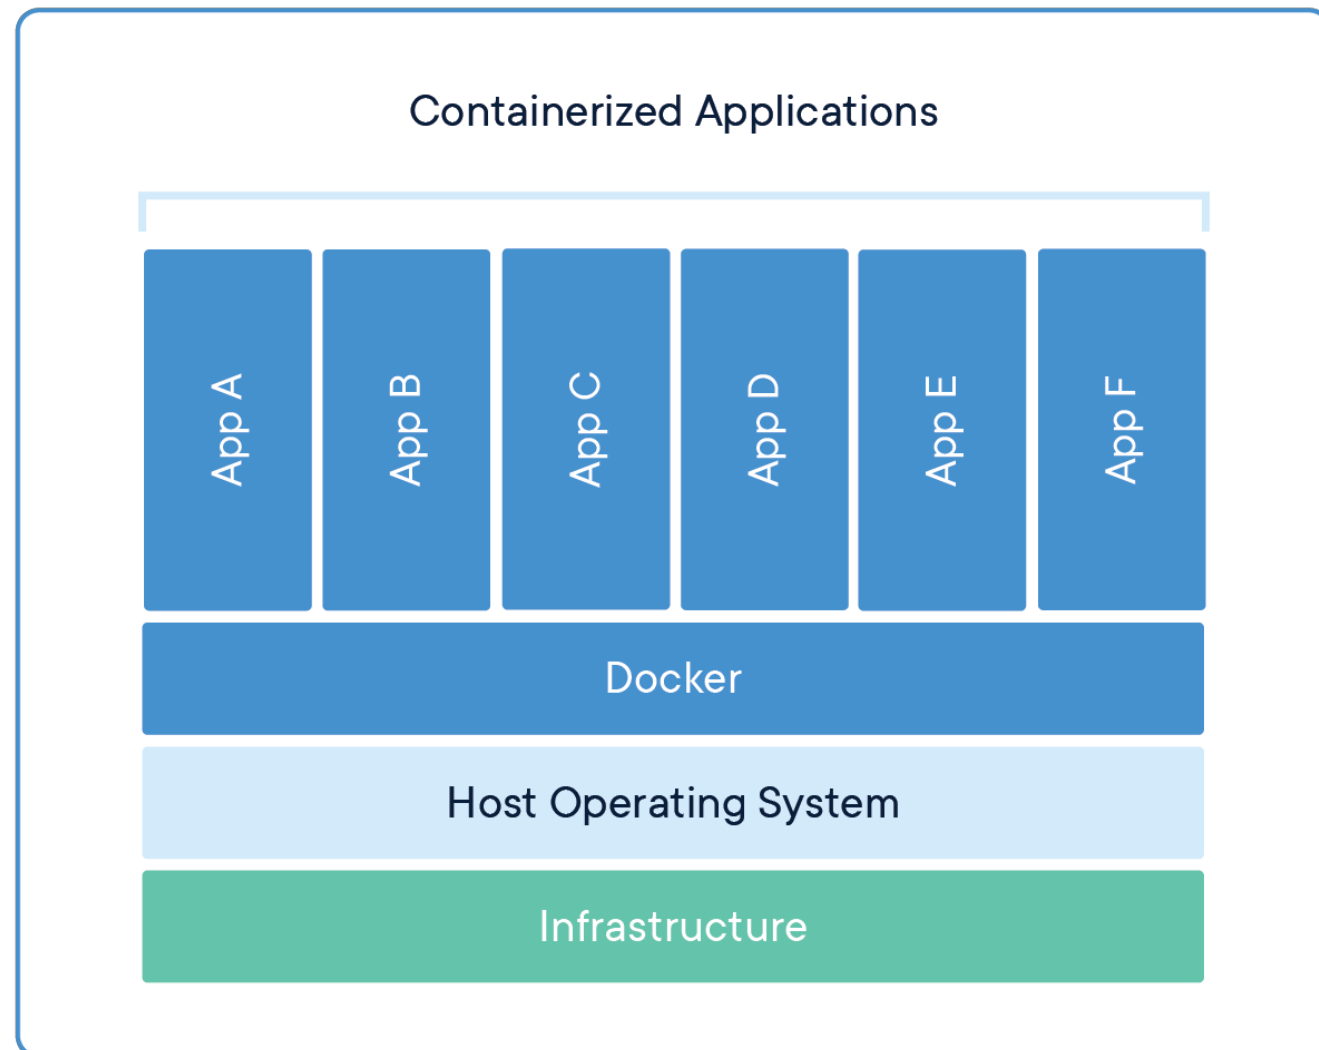 Containerized Applications
App A
App B
App C
App D
App E
App F
Docker
Host Operating System
Infrastructure